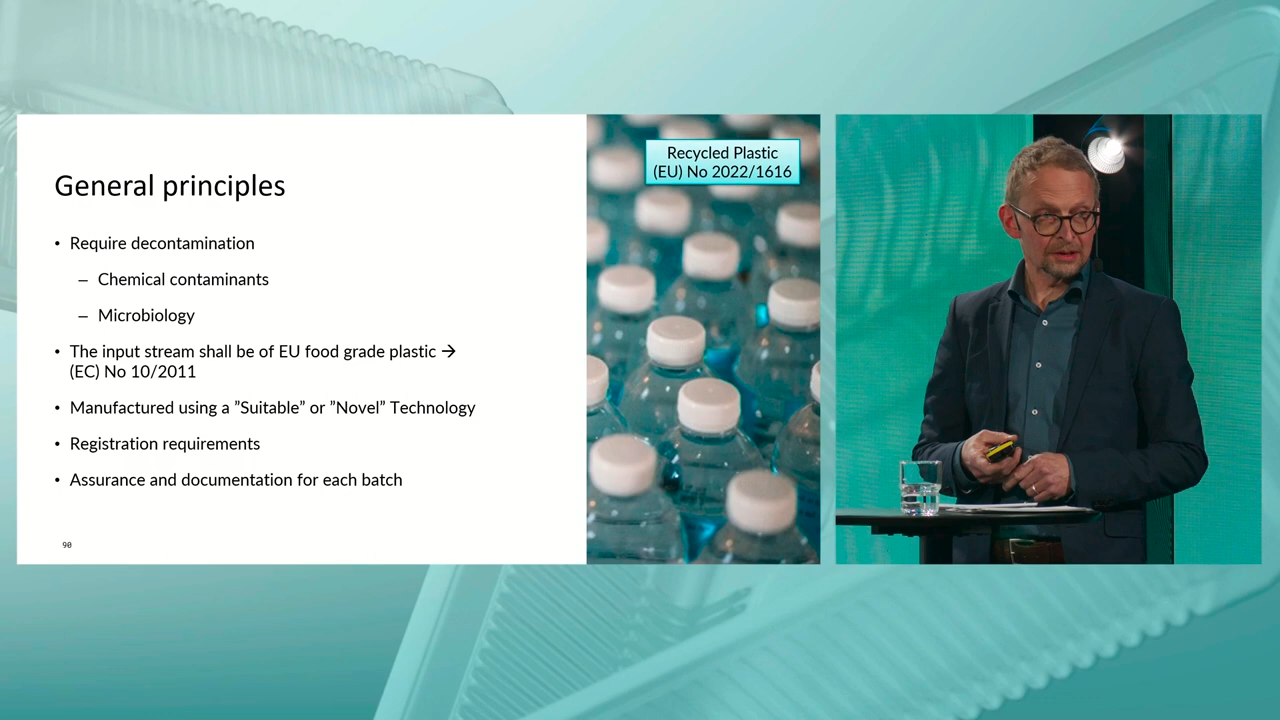 General principles
• Require decontamination
– Chemical contaminants
– Microbiology
• The input stream shall be of EU food grade plastic →
(EC) No 10/2011
• Manufactured using a ”Suitable” or ”Novel” Technology
• Registration requirements
• Assurance and documentation for each batch
90
Recycled Plastic
(EU) No 2022/1616